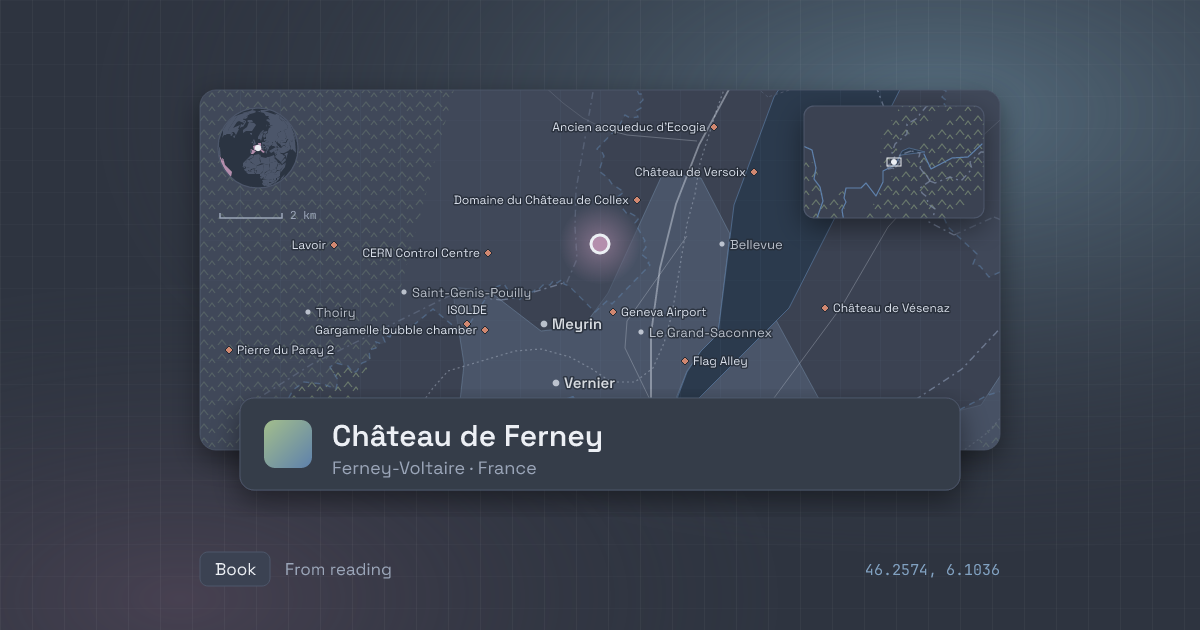 Ancien acqueduc d'Ecogia
Château de Versoix
Domaine du Château de Collex
2 km
Lavoir
CERN Control Centre
Bellevue
Saint-Genis-Pouilly
ISOLDE
Thoiry
Geneva Airport
Château de Vésenaz
Gargamelle bubble chamber
Meyrin
Le Grand-Saconnex
Pierre du Paray 2
Flag Alley
Vernier
Château de Ferney
Ferney-Voltaire · France
Book
From reading
46.2574, 6.1036